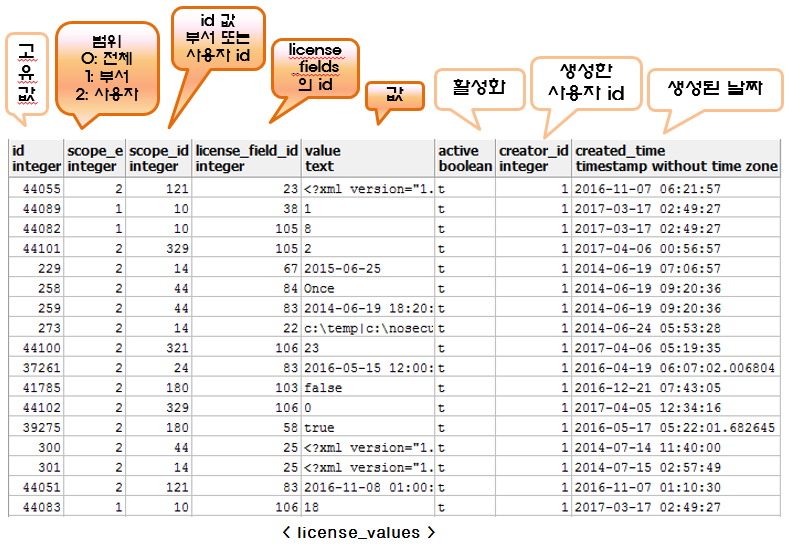 고
유
값
범위
0: 전체
1: 부서
2: 사용자
id 값
부서 또는
사용자 id
license
fields
의 id
값
활성화
생성한
사용자 id
생성된 날짜
id scope_e scope_id license_field_id value active creator_id created_time
integer integer integer integer text boolean integer timestamp without time zone
44055 2 121 23 <?xml version="1. t 1 2016-11-07 06:21:57
44089 1 10 38 1 t 1 2017-03-17 02:49:27
44082 1 10 105 8 t 1 2017-03-17 02:49:27
44101 2 329 105 2 t 1 2017-04-06 00:56:57
229 2 14 67 2015-06-25 t 1 2014-06-19 07:06:57
258 2 44 84 Once t 1 2014-06-19 09:20:36
259 2 44 83 2014-06-19 18:20: t 1 2014-06-19 09:20:36
273 2 14 22 c:\temp|c:\nosecu t 1 2014-06-24 05:53:28
44100 2 321 106 23 t 1 2017-04-06 05:19:35
37261 2 24 83 2016-05-15 12:00: t 1 2016-04-19 06:07:02.006804
41785 2 180 103 false t 1 2016-12-21 07:43:05
44102 2 329 106 0 t 1 2017-04-05 12:34:16
39275 2 180 58 true t 1 2016-05-17 05:22:01.682645
300 2 44 25 <?xml version="1. t 1 2014-07-14 11:40:00
301 2 14 25 <?xml version="1. t 1 2014-07-15 02:57:49
44051 2 121 83 2016-11-08 01:00: t 1 2016-11-07 01:10:30
44083 1 10 106 18 t 1 2017-03-17 02:49:27
< license_values >